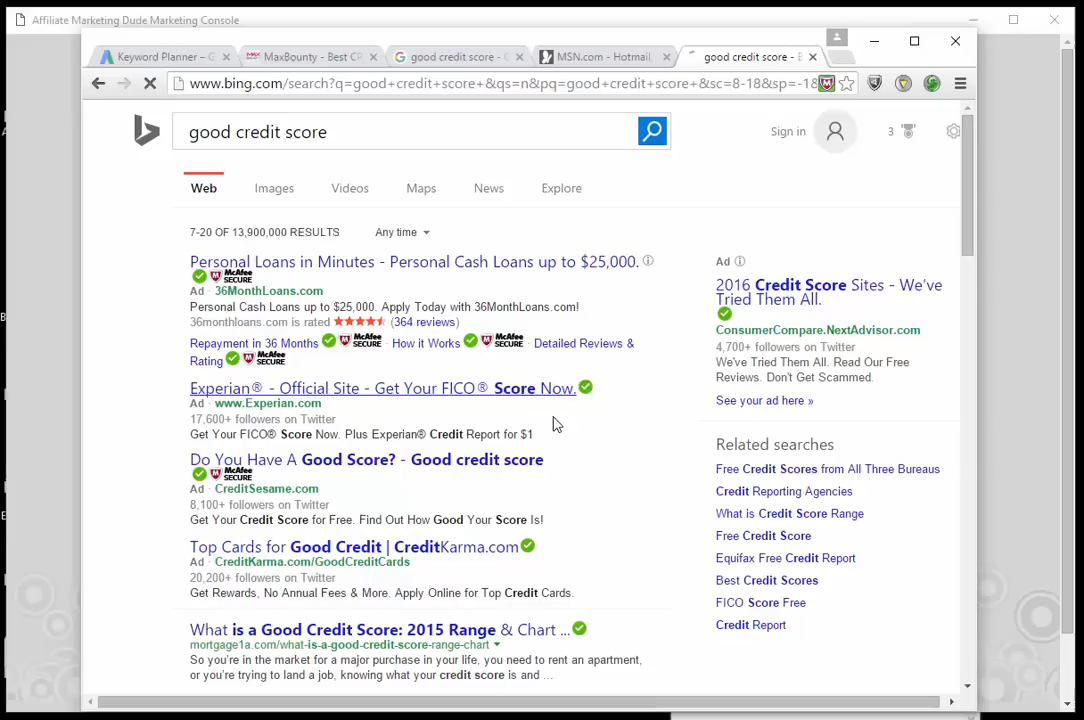 Affiliate Marketing Dude Marketing Console
Keyword Planner – G
MaxBounty - Best CP
good credit score - G
MSN.com - Hotmail
good credit score - B
www.bing.com/search?q=good+credit+score+&qs=n&pq=good+credit+score+&sc=8-18&sp=-18
good credit score
Sign in
3
Web
Images
Videos
Maps
News
Explore
7-20 OF 13,900,000 RESULTS
Any time
Personal Loans in Minutes - Personal Cash Loans up to $25,000.
McAfee SECURE
Ad · 36MonthLoans.com
Personal Cash Loans up to $25,000. Apply Today with 36MonthLoans.com!
36monthloans.com is rated ★★★★★ (364 reviews)
Repayment in 36 Months McAfee SECURE · How it Works McAfee SECURE · Detailed Reviews &
Rating McAfee SECURE
Experian® - Official Site - Get Your FICO® Score Now.
Ad · www.Experian.com
17,600+ followers on Twitter
Get Your FICO® Score Now. Plus Experian® Credit Report for $1
Do You Have A Good Score? - Good credit score
McAfee SECURE
Ad · CreditSesame.com
8,100+ followers on Twitter
Get Your Credit Score for Free. Find Out How Good Your Score Is!
Top Cards for Good Credit | CreditKarma.com
Ad · CreditKarma.com/GoodCreditCards
20,200+ followers on Twitter
Get Rewards, No Annual Fees & More. Apply Online for Top Credit Cards.
What is a Good Credit Score: 2015 Range & Chart ...
mortgage1a.com/what-is-a-good-credit-score-range-chart
So you're in the market for a major purchase in your life, you need to rent an apartment,
or you're trying to land a job, knowing what your credit score is and ...
Ad
2016 Credit Score Sites - We've
Tried Them All.
ConsumerCompare.NextAdvisor.com
4,700+ followers on Twitter
We've Tried Them All. Read Our Free
Reviews. Don't Get Scammed.
See your ad here »
Related searches
Free Credit Scores from All Three Bureaus
Credit Reporting Agencies
What is Credit Score Range
Free Credit Score
Equifax Free Credit Report
Best Credit Scores
FICO Score Free
Credit Report